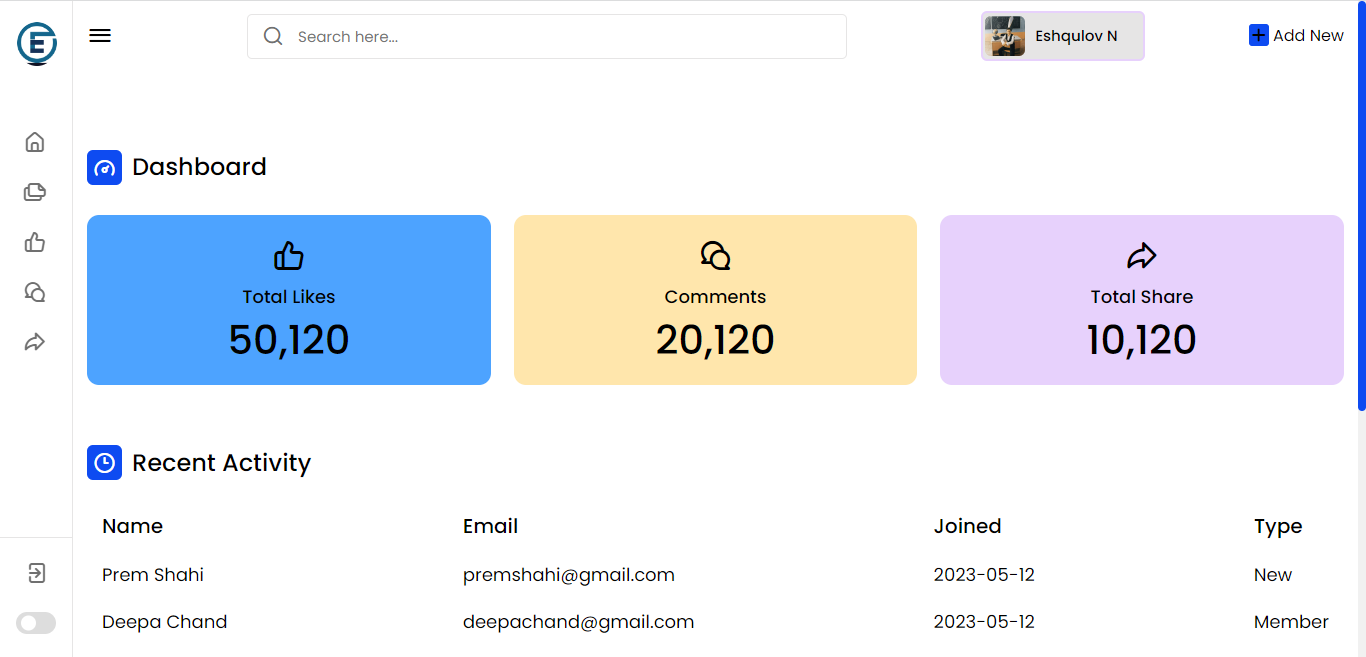 E
Search here...
Eshqulov N
Add New
Dashboard
Total Likes
50,120
Comments
20,120
Total Share
10,120
Recent Activity
Name Email Joined Type
Prem Shahi premshahi@gmail.com 2023-05-12 New
Deepa Chand deepachand@gmail.com 2023-05-12 Member